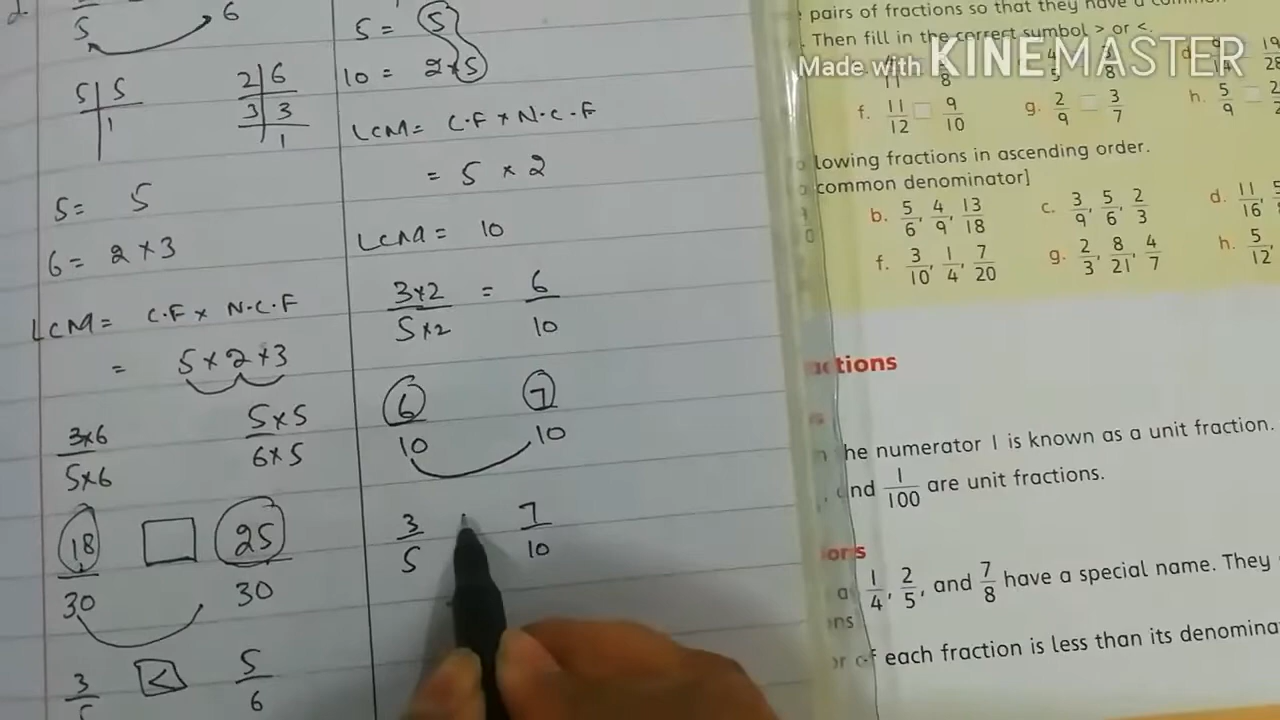 5 6
5 | 5
1
2 | 6
3 | 3
1
5 = 5
6 = 2 × 3
LCM = C.F × N.C.F
= 5 × 2 × 3
3×6
5×6
5×5
6×5
18 □ 25
30 30
3 < 5
5 6
5 = 5
10 = 2×5
LCM = C.F × N.C.F
= 5 × 2
LCM = 10
3×2 = 6
5×2 10
6 7
10 10
3 7
5 10
pairs of fractions so that they have a
Then fill in the correct symbol > or <.
Made with KINEMASTER
f. 11/12 □ 9/10 g. 2/9 □ 3/7 h. 5/9 □
lowing fractions in ascending order.
common denominator]
b. 5/6, 4/9, 13/18 c. 3/9, 5/6, 2/3 d. 11/16,
f. 3/10, 1/4, 7/20 g. 2/3, 8/21, 4/7 h. 5/12,
actions
he numerator 1 is known as a unit fraction.
and 1/100 are unit fractions.
ions
1/4, 2/5, and 7/8 have a special name. They
of each fraction is less than its